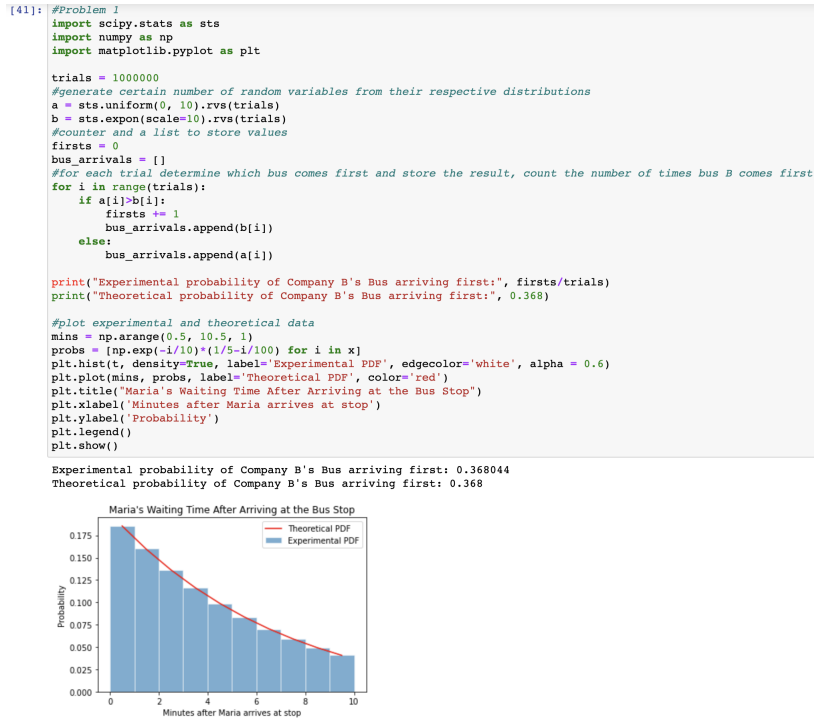 [41]: #Problem 1
import scipy.stats as sts
import numpy as np
import matplotlib.pyplot as plt
trials = 1000000
#generate certain number of random variables from their respective distributions
a = sts.uniform(0, 10).rvs(trials)
b = sts.expon(scale=10).rvs(trials)
#counter and a list to store values
firsts = 0
bus_arrivals = []
#for each trial determine which bus comes first and store the result, count the number of times bus B comes first
for i in range(trials):
    if a[i]>b[i]:
        firsts += 1
        bus_arrivals.append(b[i])
    else:
        bus_arrivals.append(a[i])
print("Experimental probability of Company B's Bus arriving first:", firsts/trials)
print("Theoretical probability of Company B's Bus arriving first:", 0.368)
#plot experimental and theoretical data
mins = np.arange(0.5, 10.5, 1)
probs = [np.exp(-i/10)*(1/5-i/100) for i in x]
plt.hist(t, density=True, label='Experimental PDF', edgecolor='white', alpha = 0.6)
plt.plot(mins, probs, label='Theoretical PDF', color='red')
plt.title("Maria's Waiting Time After Arriving at the Bus Stop")
plt.xlabel('Minutes after Maria arrives at stop')
plt.ylabel('Probability')
plt.legend()
plt.show()
Experimental probability of Company B's Bus arriving first: 0.368044
Theoretical probability of Company B's Bus arriving first: 0.368
Maria's Waiting Time After Arriving at the Bus Stop
Theoretical PDF
Experimental PDF
0.175
0.150
0.125
0.100
0.075
0.050
0.025
0.000
Probability
0 2 4 6 8 10
Minutes after Maria arrives at stop